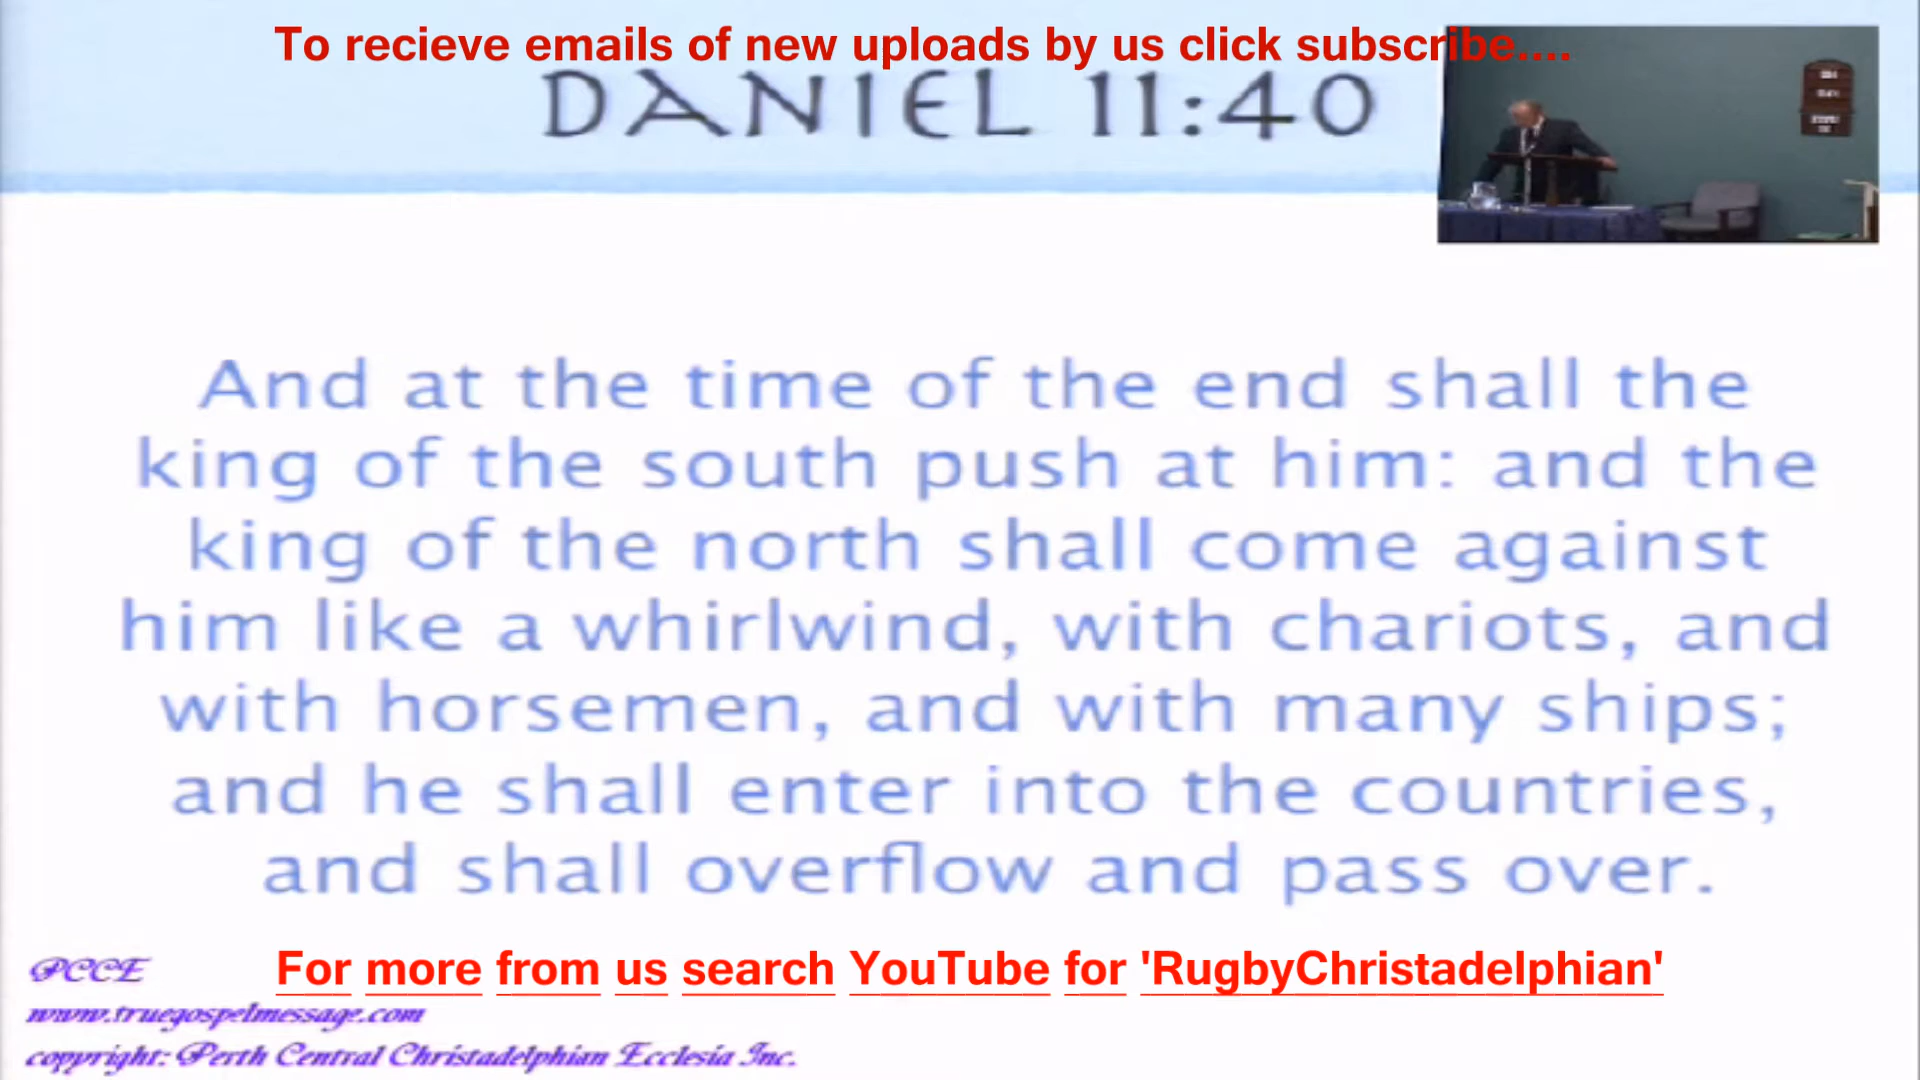 To recieve emails of new uploads by us click subscribe....
DANIEL 11:40
And at the time of the end shall the
king of the south push at him: and the
king of the north shall come against
him like a whirlwind, with chariots, and
with horsemen, and with many ships;
and he shall enter into the countries,
and shall overflow and pass over.
For more from us search YouTube for 'RugbyChristadelphian'
PCCE
www.truegospelmessage.com
copyright: Perth Central Christadelphian Ecclesia Inc.